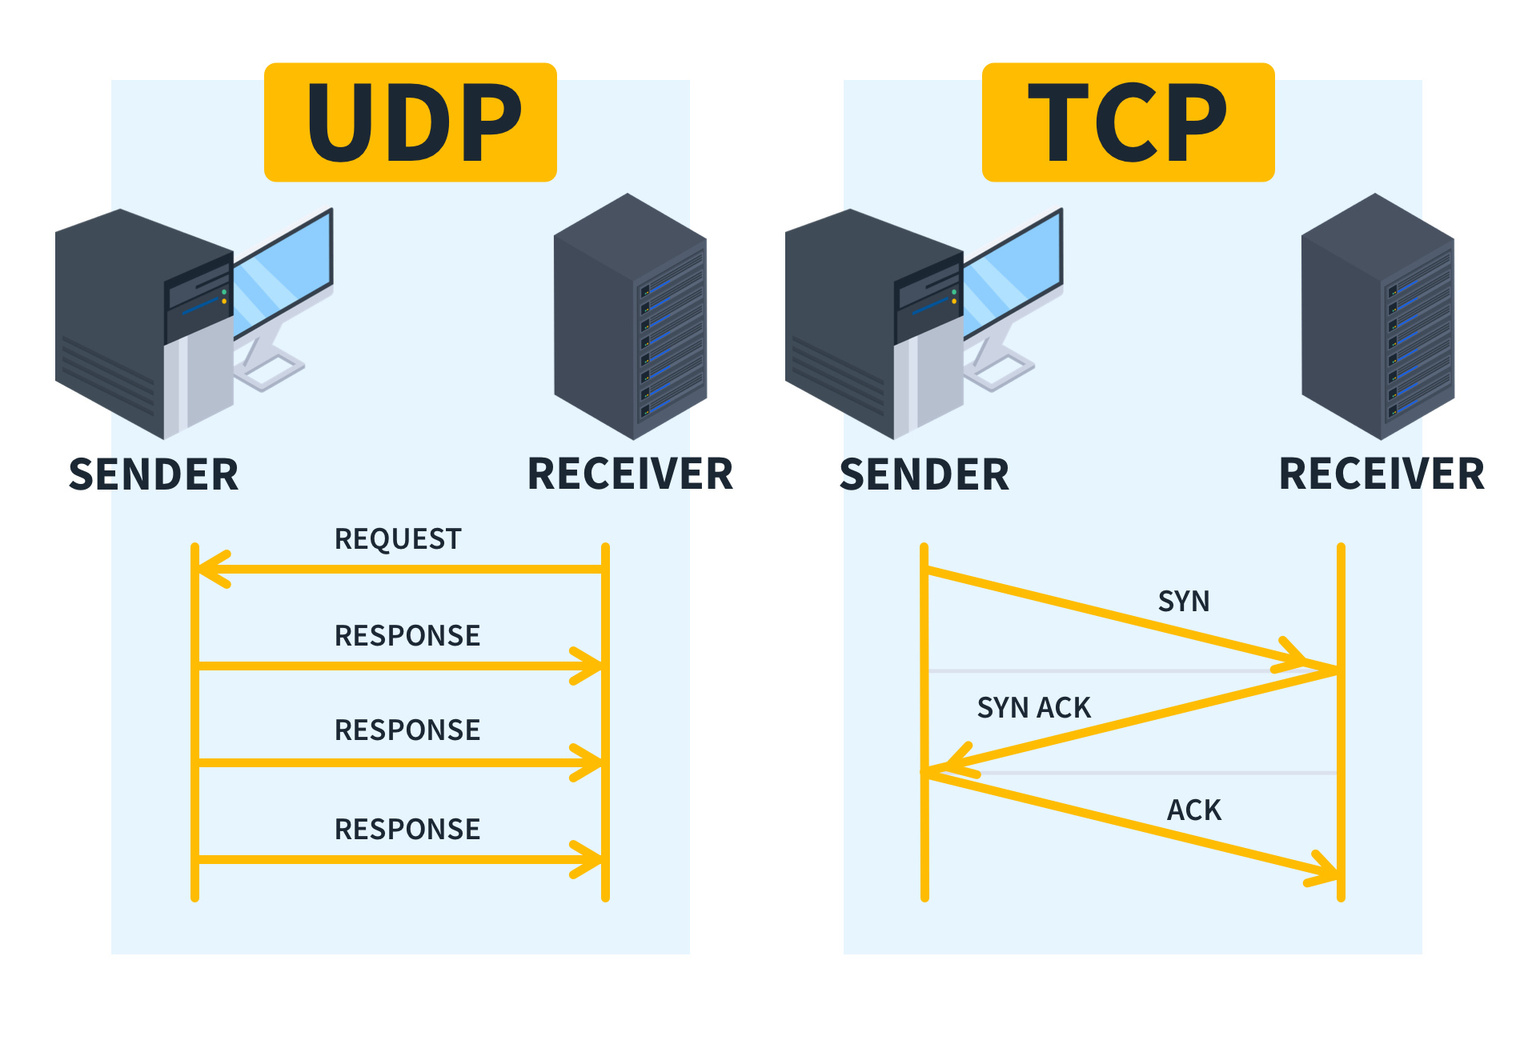 UDP
SENDER
RECEIVER
REQUEST
RESPONSE
RESPONSE
RESPONSE
TCP
SENDER
RECEIVER
SYN
SYN ACK
ACK